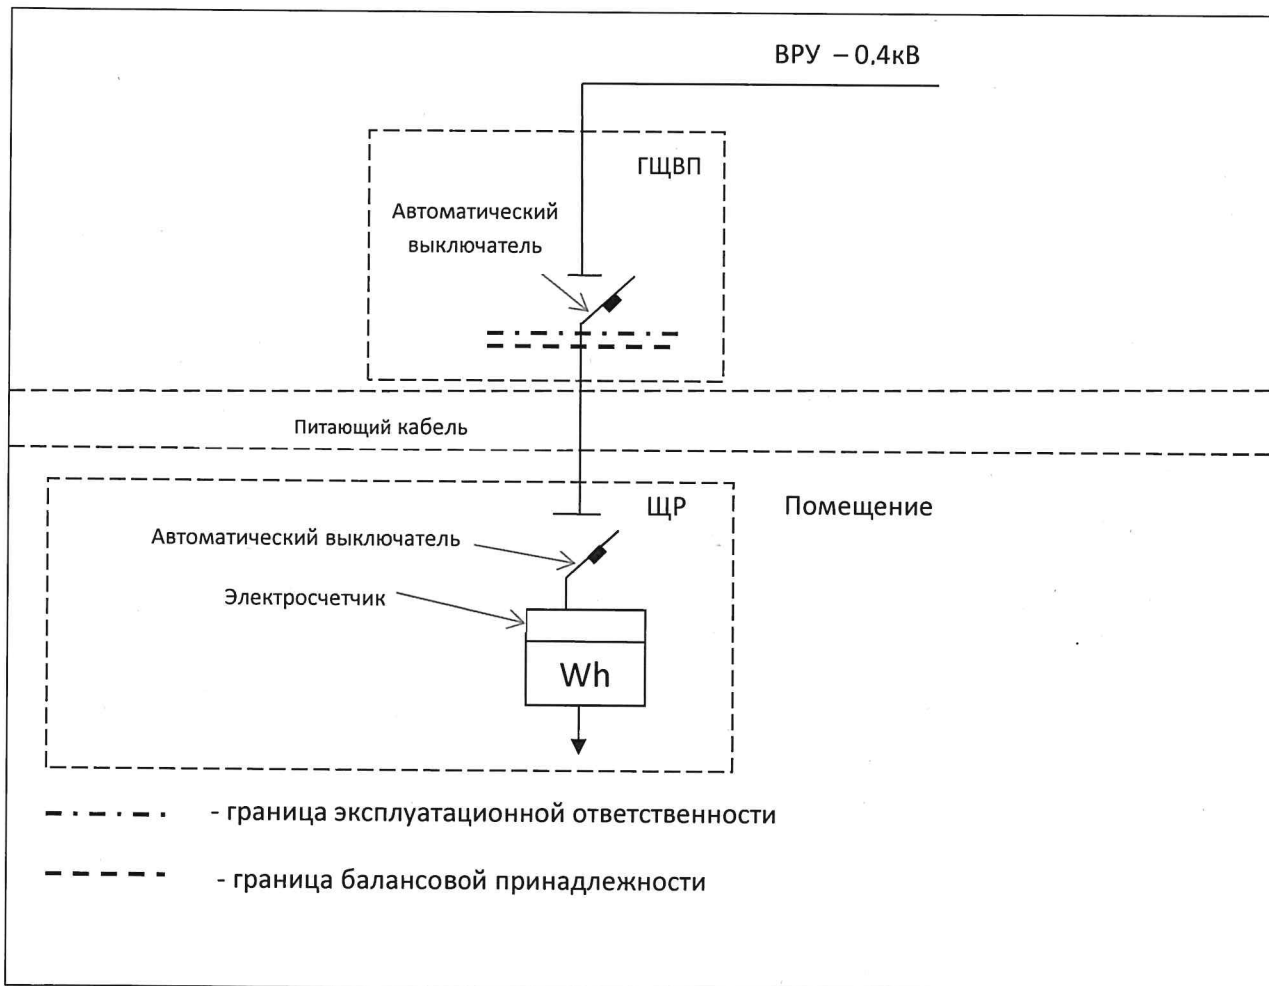 ВРУ – 0,4кВ
ГЩВП
Автоматический
выключатель
Питающий кабель
ЩР
Помещение
Автоматический выключатель
Электросчетчик
Wh
- граница эксплуатационной ответственности
- граница балансовой принадлежности